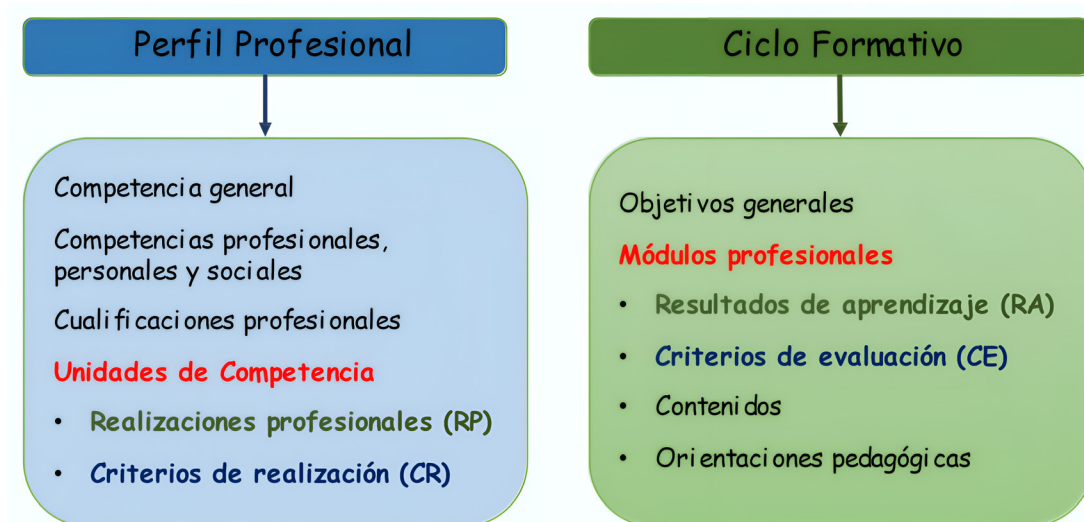 Perfil Profesional
Competencia general
Competencias profesionales,
personales y sociales
Cualificaciones profesionales
Unidades de Competencia
• Realizaciones profesionales (RP)
• Criterios de realización (CR)
Ciclo Formativo
Objetivos generales
Módulos profesionales
• Resultados de aprendizaje (RA)
• Criterios de evaluación (CE)
• Contenidos
• Orientaciones pedagógicas